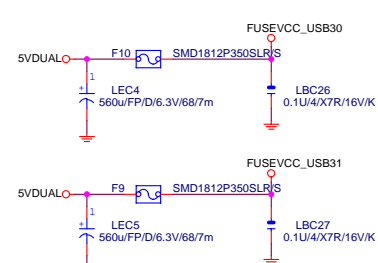 FUSEVCC_USB30
F10 SMD1812P350SLR/S
5VDUAL
1
+
LEC4
560u/FP/D/6.3V/68/7m
LBC26
0.1U/4/X7R/16V/K
FUSEVCC_USB31
F9 SMD1812P350SLR/S
5VDUAL
1
+
LEC5
560u/FP/D/6.3V/68/7m
LBC27
0.1U/4/X7R/16V/K